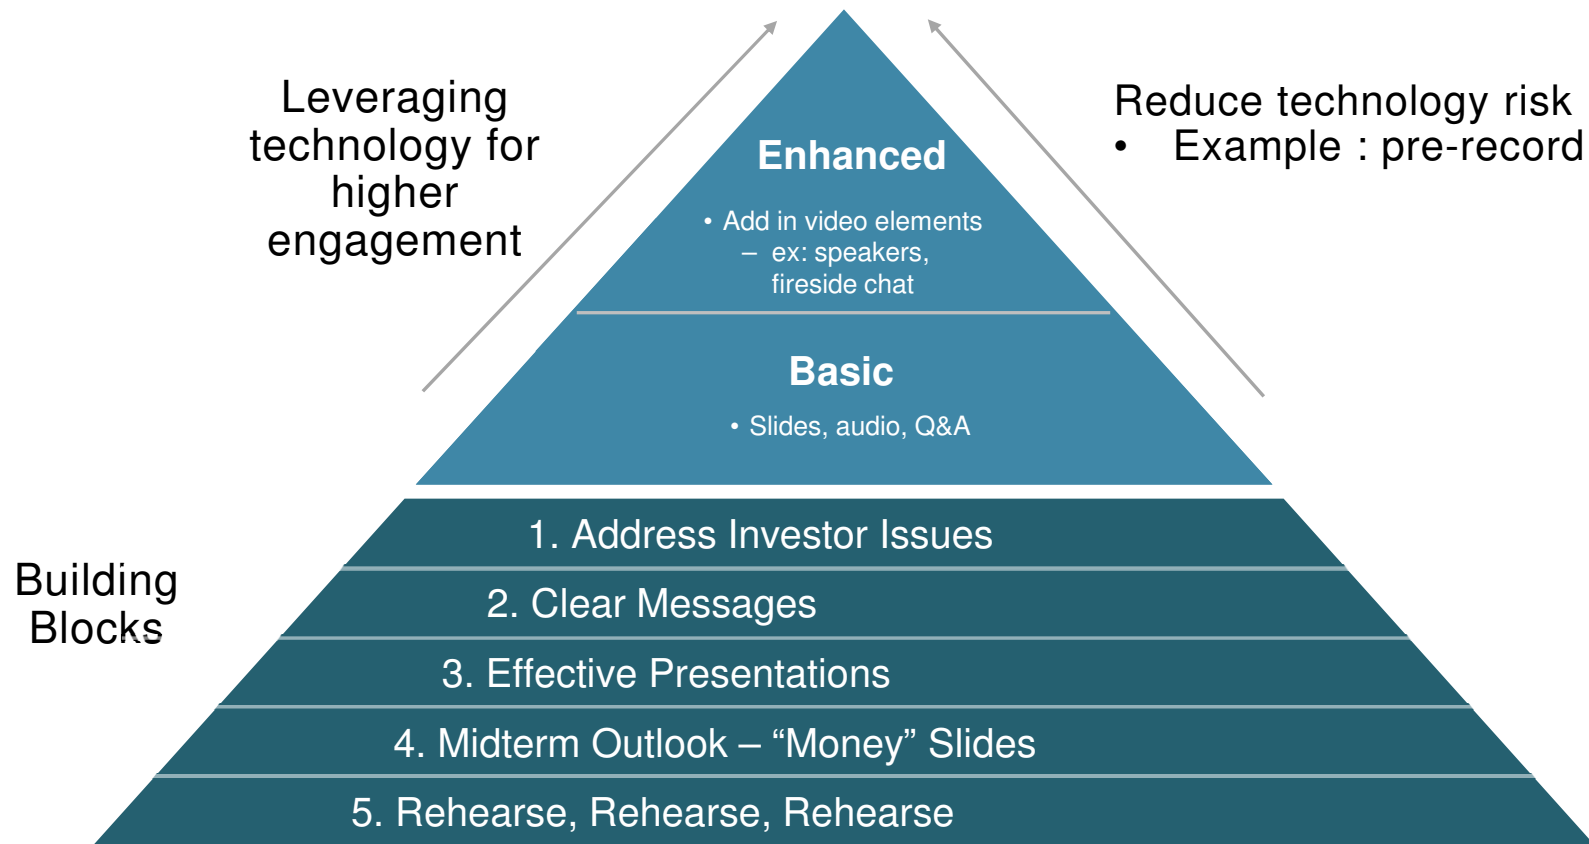 Leveraging
technology for
higher
engagement
Reduce technology risk
• Example : pre-record
Enhanced
• Add in video elements
– ex: speakers,
fireside chat
Basic
• Slides, audio, Q&A
Building
Blocks
1. Address Investor Issues
2. Clear Messages
3. Effective Presentations
4. Midterm Outlook – “Money” Slides
5. Rehearse, Rehearse, Rehearse